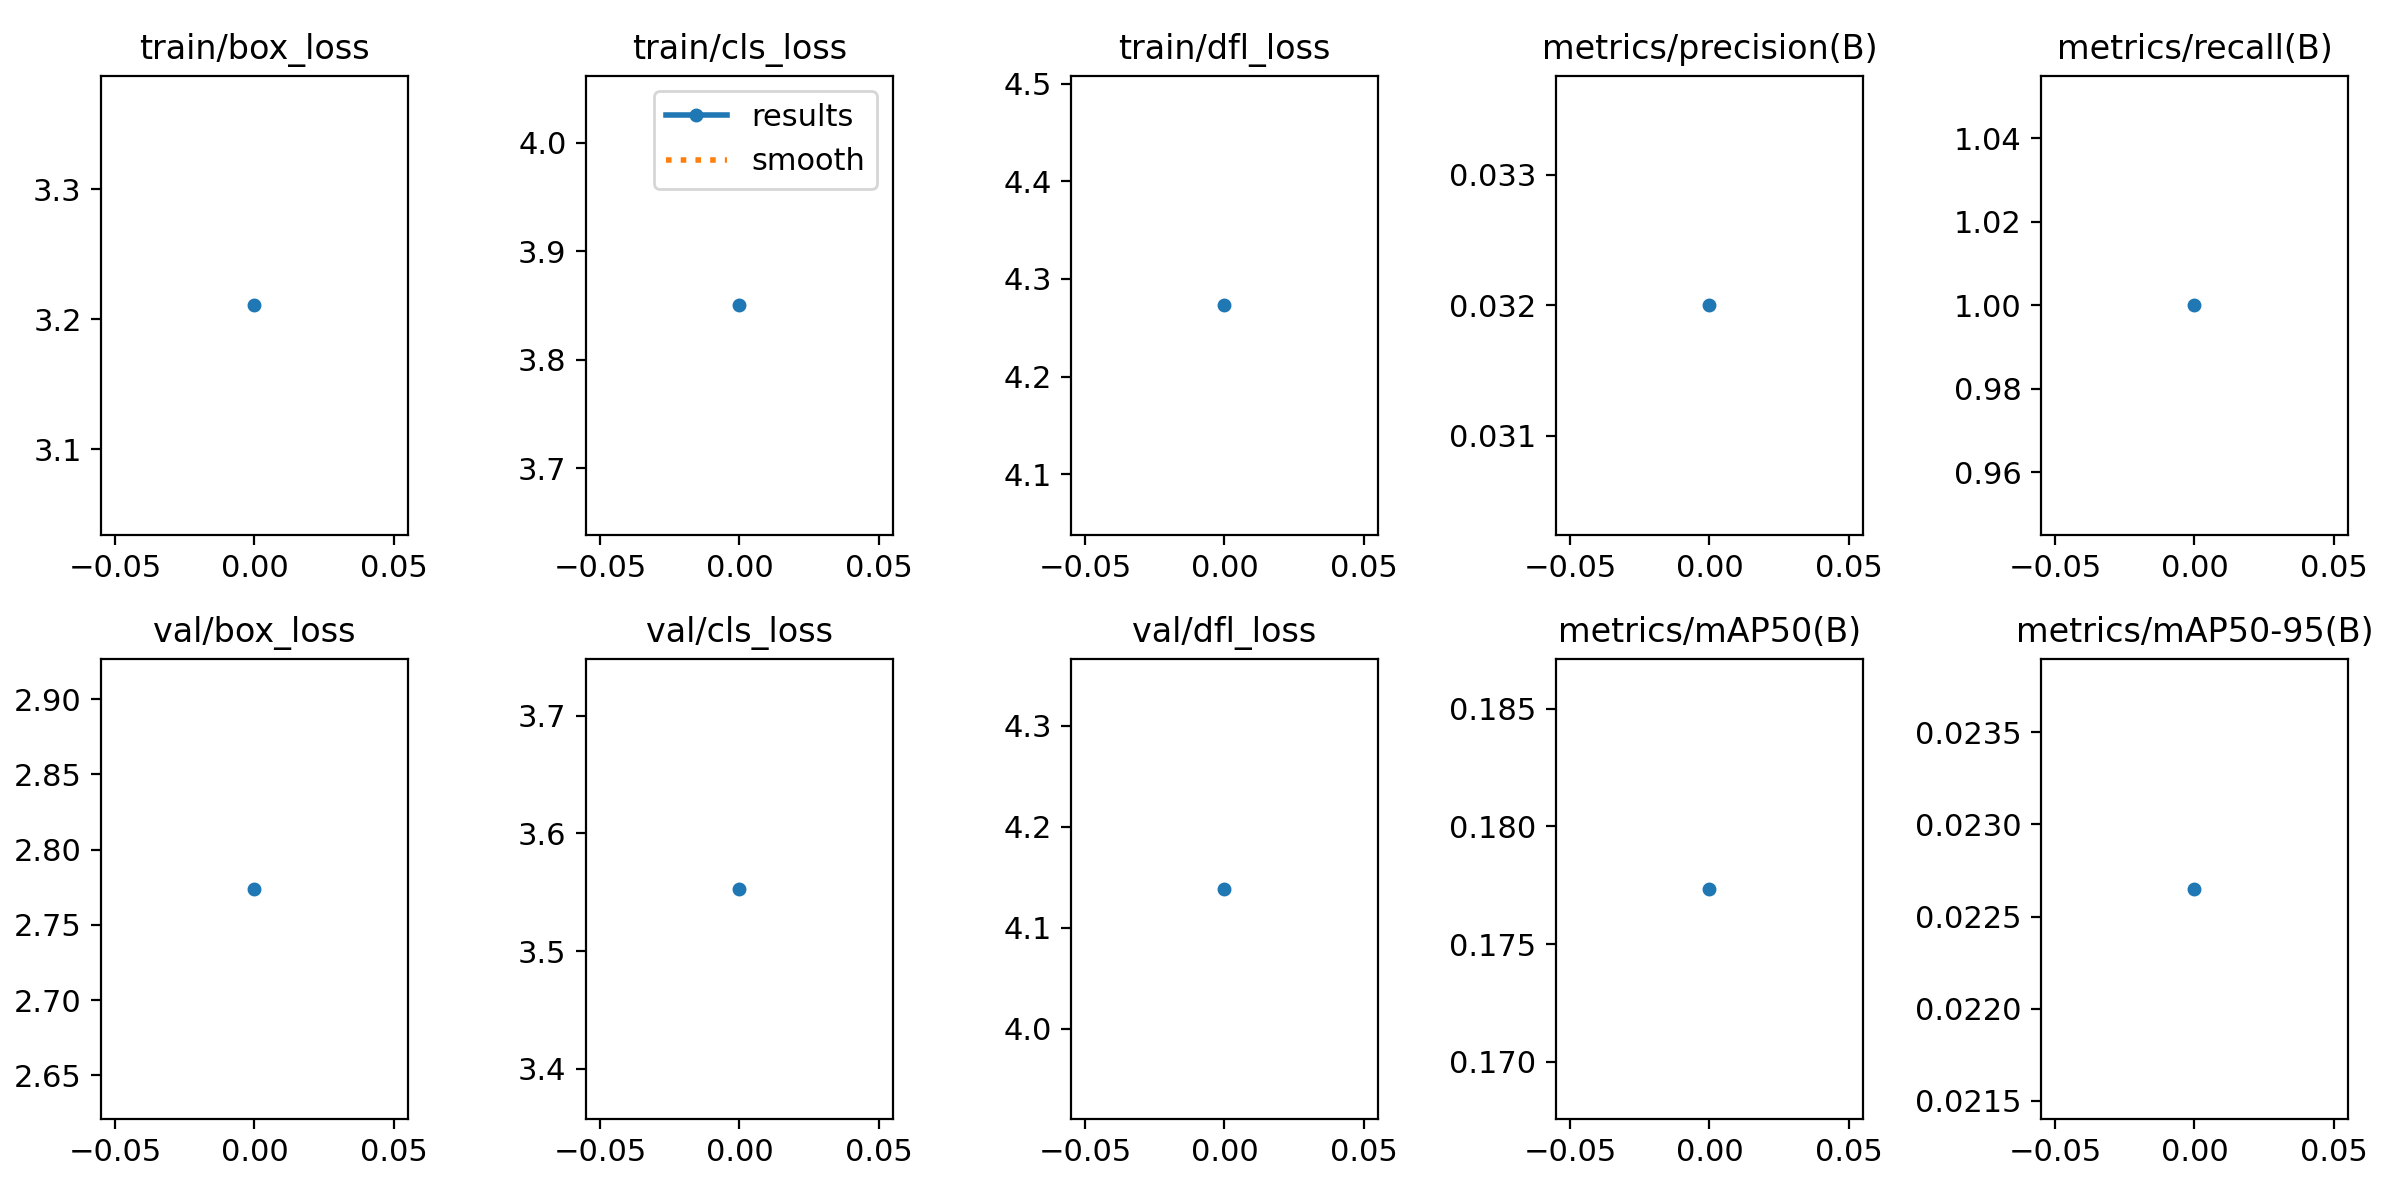 train/box_loss
3.3
3.2
3.1
−0.05 0.00 0.05
train/cls_loss
results
smooth
4.0
3.9
3.8
3.7
−0.05 0.00 0.05
train/dfl_loss
4.5
4.4
4.3
4.2
4.1
−0.05 0.00 0.05
metrics/precision(B)
0.033
0.032
0.031
−0.05 0.00 0.05
metrics/recall(B)
1.04
1.02
1.00
0.98
0.96
−0.05 0.00 0.05
val/box_loss
2.90
2.85
2.80
2.75
2.70
2.65
−0.05 0.00 0.05
val/cls_loss
3.7
3.6
3.5
3.4
−0.05 0.00 0.05
val/dfl_loss
4.3
4.2
4.1
4.0
−0.05 0.00 0.05
metrics/mAP50(B)
0.185
0.180
0.175
0.170
−0.05 0.00 0.05
metrics/mAP50-95(B)
0.0235
0.0230
0.0225
0.0220
0.0215
−0.05 0.00 0.05